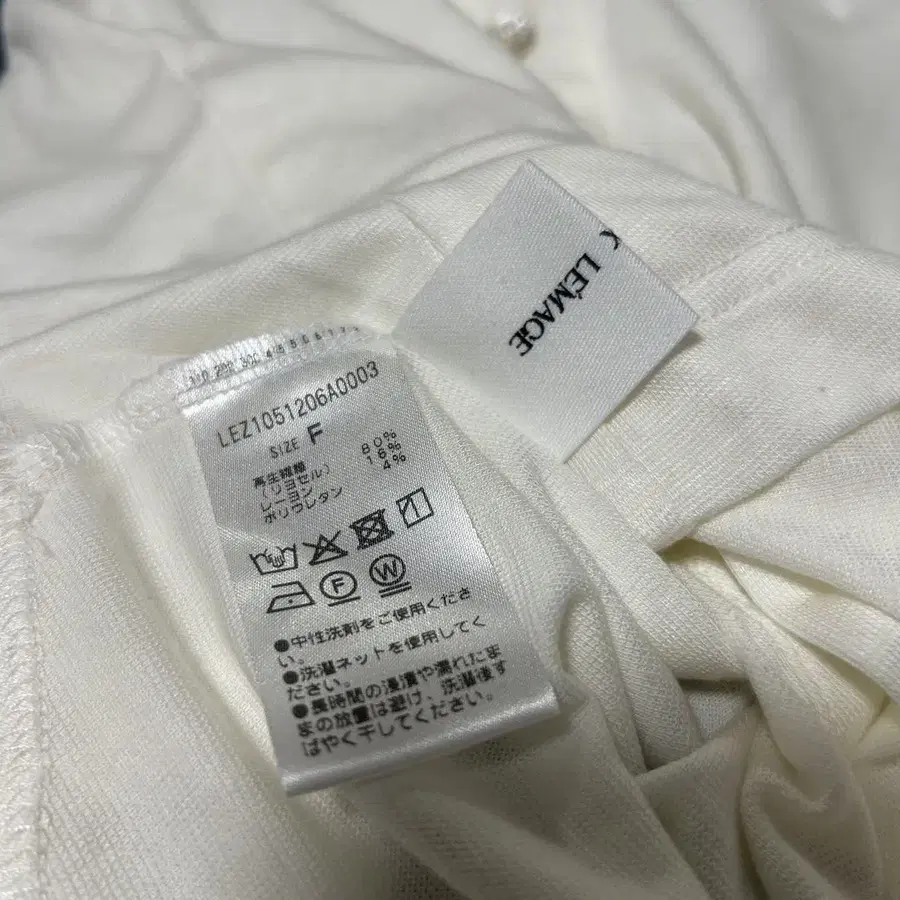 LE'MAGE
LEZ1051206A0003
SIZE F
再生繊維
(リヨセル) 80%
レーヨン 16%
ポリウレタン 4%
F
W
●中性洗剤をご使用くださ
い。
●洗濯ネットを使用してく
ださい。
●長時間の浸漬や濡れたま
まの放置は避け、洗濯後す
ばやく干してください。